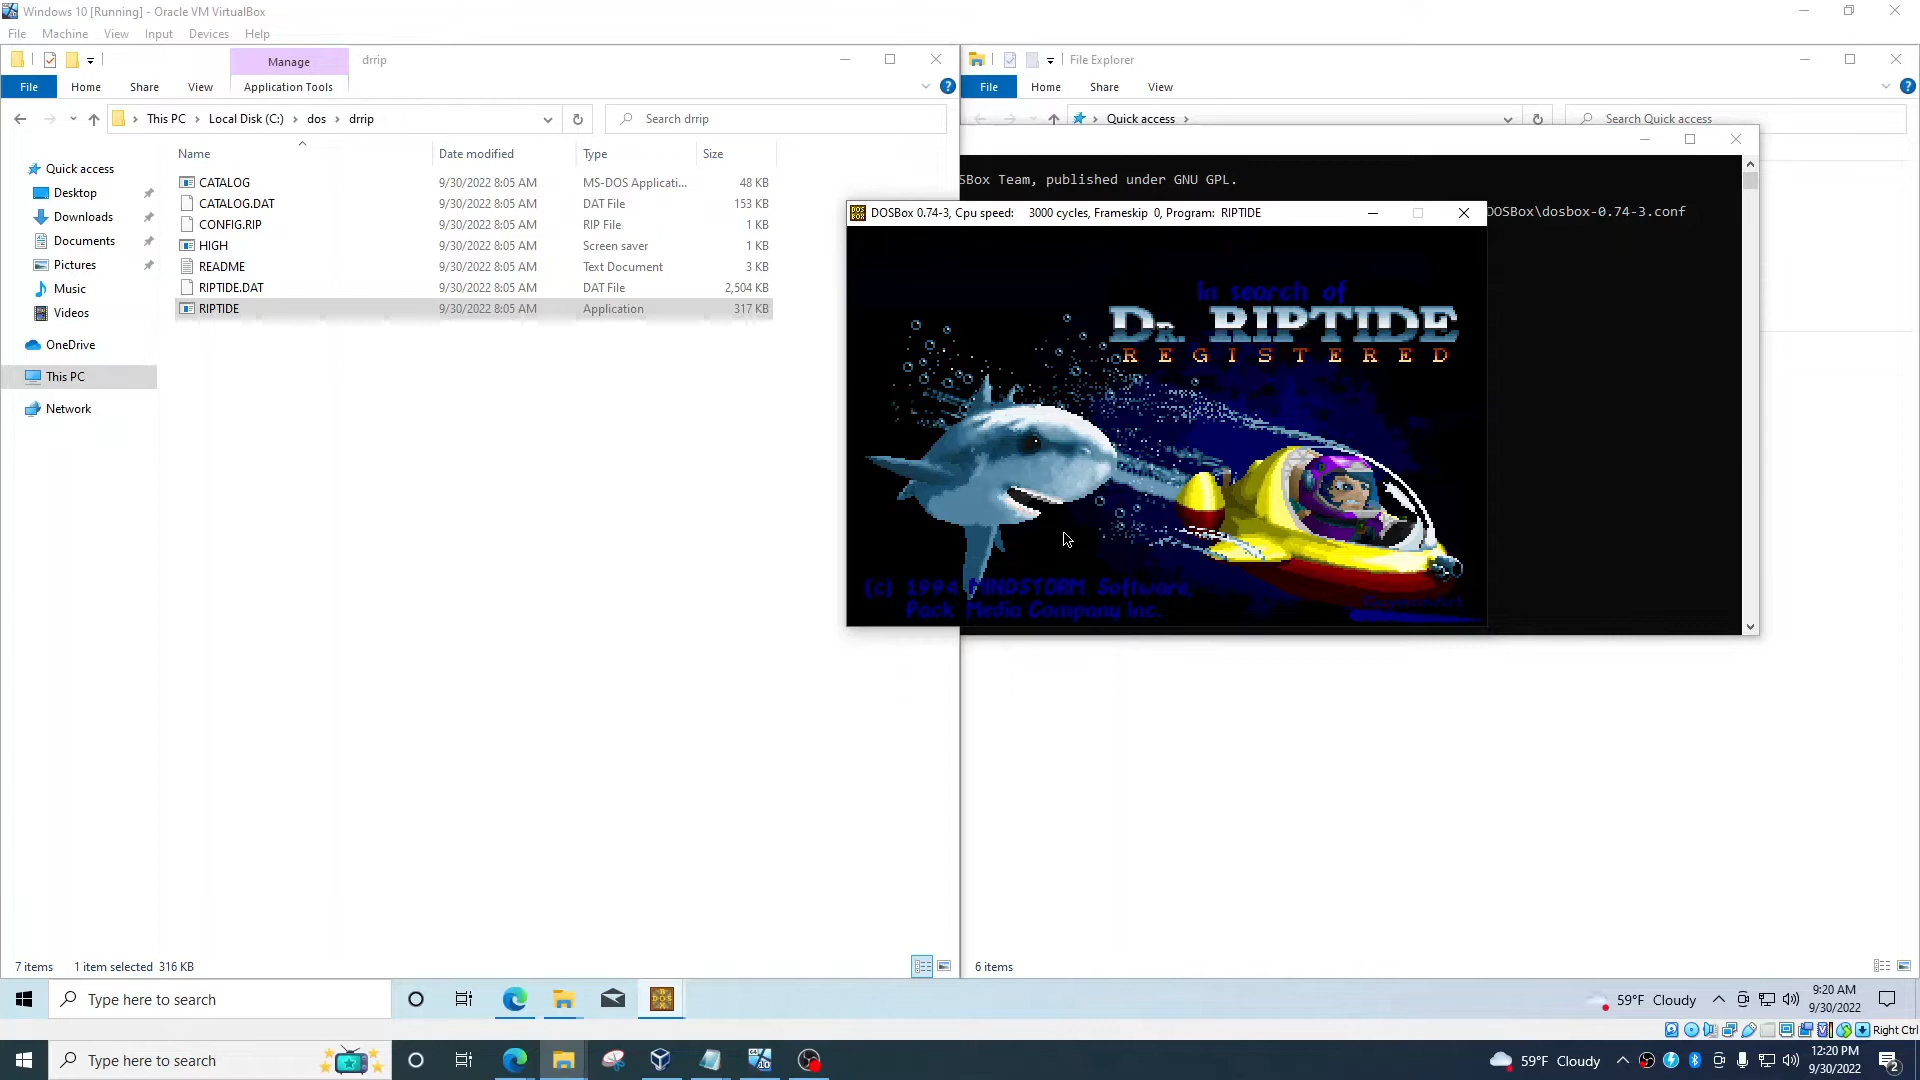 Windows 10 [Running] - Oracle VM VirtualBox
File Machine View Input Devices Help
Manage drrip
File Home Share View Application Tools
This PC Local Disk (C:) dos drrip
Search drrip
Name Date modified Type Size
Quick access
Desktop
Downloads
Documents
Pictures
Music
Videos
OneDrive
This PC
Network
CATALOG 9/30/2022 8:05 AM MS-DOS Applicati... 48 KB
CATALOG.DAT 9/30/2022 8:05 AM DAT File 153 KB
CONFIG.RIP 9/30/2022 8:05 AM RIP File 1 KB
HIGH 9/30/2022 8:05 AM Screen saver 1 KB
README 9/30/2022 8:05 AM Text Document 3 KB
RIPTIDE.DAT 9/30/2022 8:05 AM DAT File 2,504 KB
RIPTIDE 9/30/2022 8:05 AM Application 317 KB
7 items 1 item selected 316 KB
File Explorer
File Home Share View
Quick access
Search Quick access
SBox Team, published under GNU GPL.
DOSBox\dosbox-0.74-3.conf
DOS BOX
DOSBox 0.74-3, Cpu speed: 3000 cycles, Frameskip 0, Program: RIPTIDE
In search of
DR. RIPTIDE
REGISTERED
(c) 1994 MINDSTORM Software,
Pack Media Company Inc.
6 items
Type here to search
59°F Cloudy
9:20 AM
9/30/2022
Right Ctrl
Type here to search
59°F Cloudy
12:20 PM
9/30/2022
2